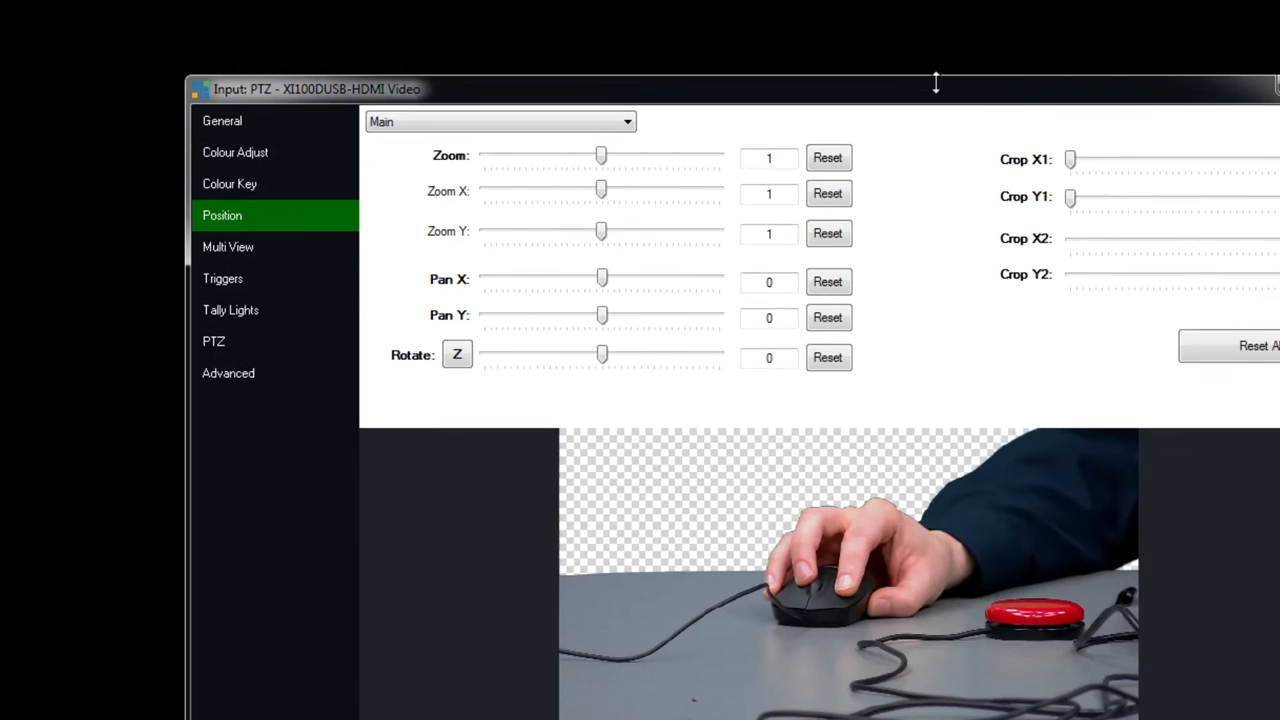 Input: PTZ - XI100DUSB-HDMI Video
General
Colour Adjust
Colour Key
Position
Multi View
Triggers
Tally Lights
PTZ
Advanced
Main
Zoom: 1 Reset
Zoom X: 1 Reset
Zoom Y: 1 Reset
Pan X: 0 Reset
Pan Y: 0 Reset
Rotate: Z 0 Reset
Crop X1:
Crop Y1:
Crop X2:
Crop Y2:
Reset Al